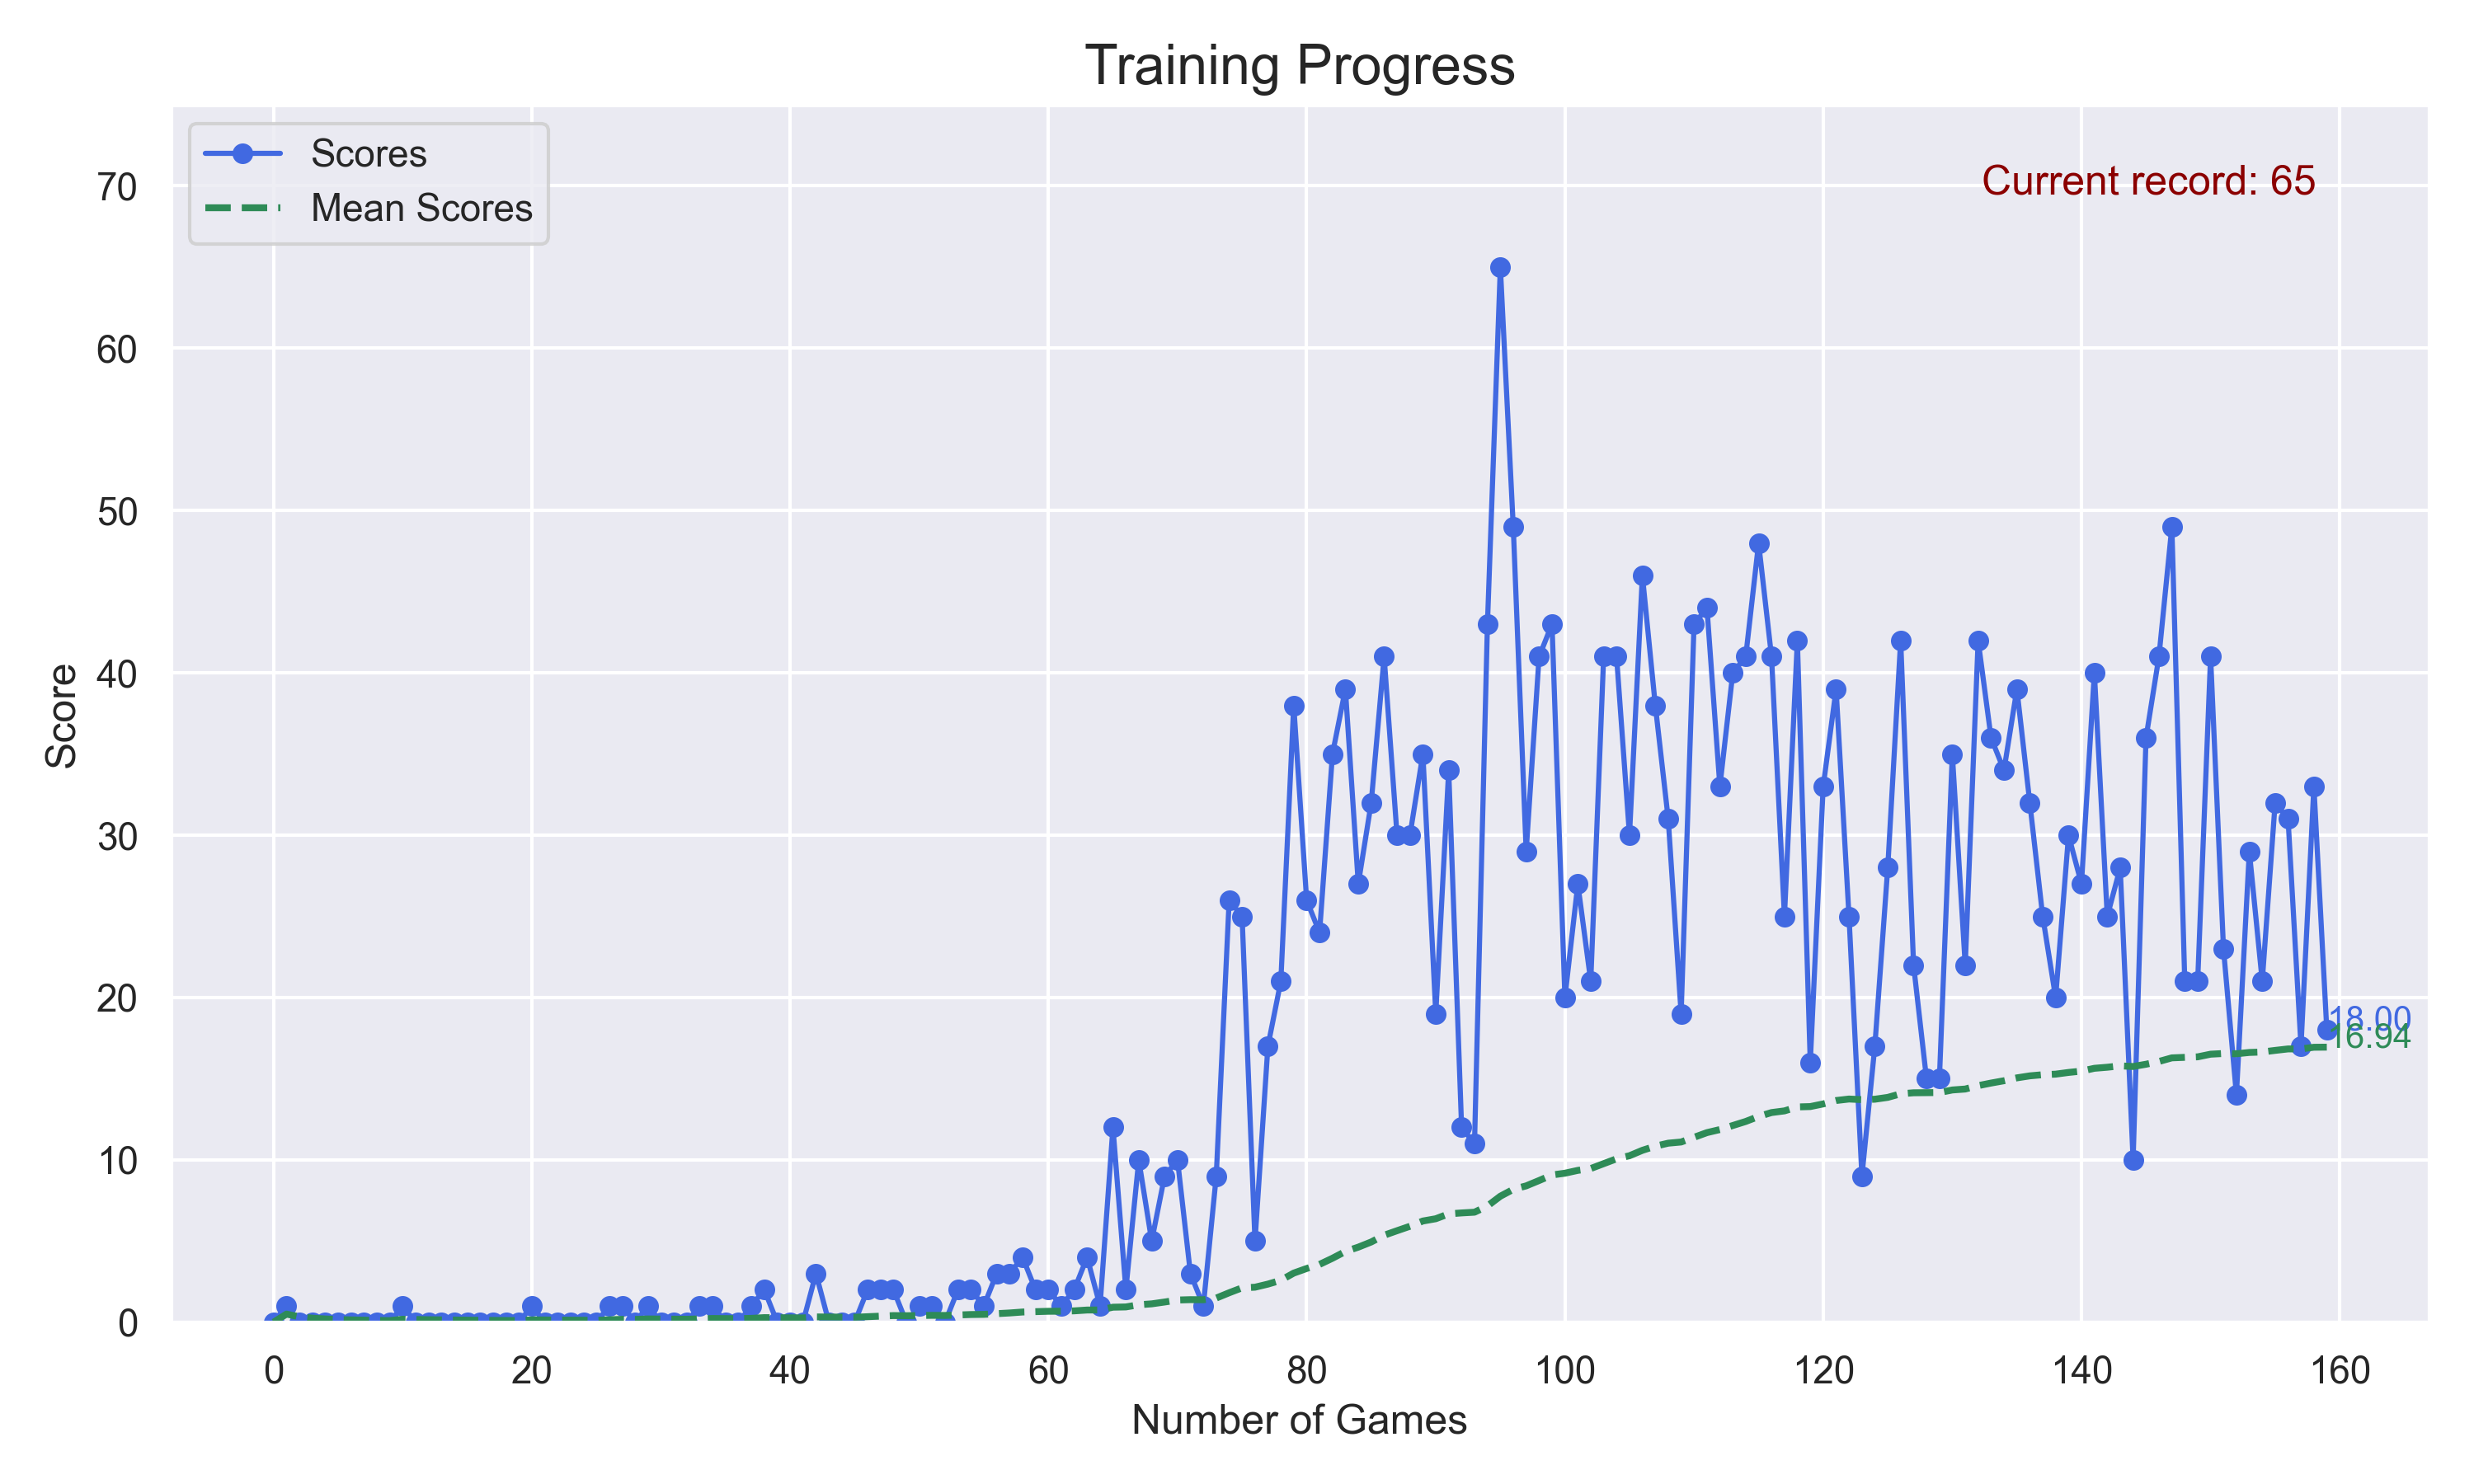 Training Progress
Scores
Mean Scores
Current record: 65
70
60
50
40
30
20
10
0
Score
18.00
16.94
0 20 40 60 80 100 120 140 160
Number of Games